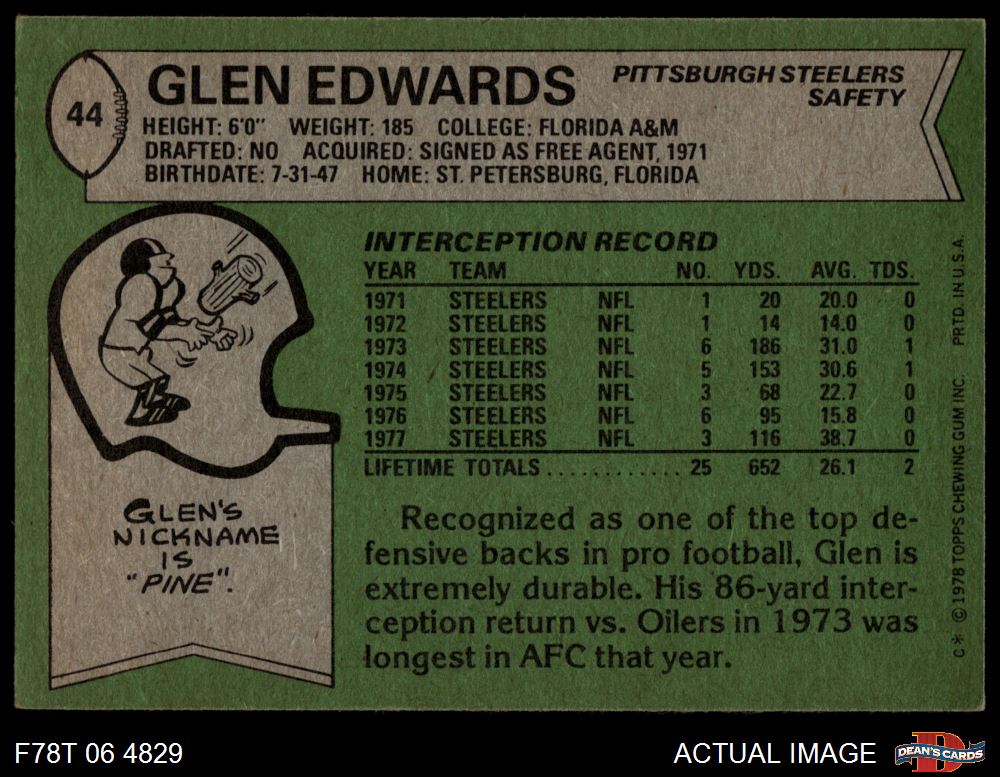 44
GLEN EDWARDS
PITTSBURGH STEELERS
SAFETY
HEIGHT: 6'0" WEIGHT: 185 COLLEGE: FLORIDA A&M
DRAFTED: NO ACQUIRED: SIGNED AS FREE AGENT, 1971
BIRTHDATE: 7-31-47 HOME: ST. PETERSBURG, FLORIDA
INTERCEPTION RECORD
YEAR TEAM NO. YDS. AVG. TDS.
1971 STEELERS NFL 1 20 20.0 0
1972 STEELERS NFL 1 14 14.0 0
1973 STEELERS NFL 6 186 31.0 1
1974 STEELERS NFL 5 153 30.6 1
1975 STEELERS NFL 3 68 22.7 0
1976 STEELERS NFL 6 95 15.8 0
1977 STEELERS NFL 3 116 38.7 0
LIFETIME TOTALS . . . . . . . . . . . . 25 652 26.1 2
GLEN'S
NICKNAME
IS
"PINE".
Recognized as one of the top de-
fensive backs in pro football, Glen is
extremely durable. His 86-yard inter-
ception return vs. Oilers in 1973 was
longest in AFC that year.
C* © 1978 TOPPS CHEWING GUM INC. PRTD. IN U.S.A.
F78T 06 4829
ACTUAL IMAGE
D
DEAN'S CARDS